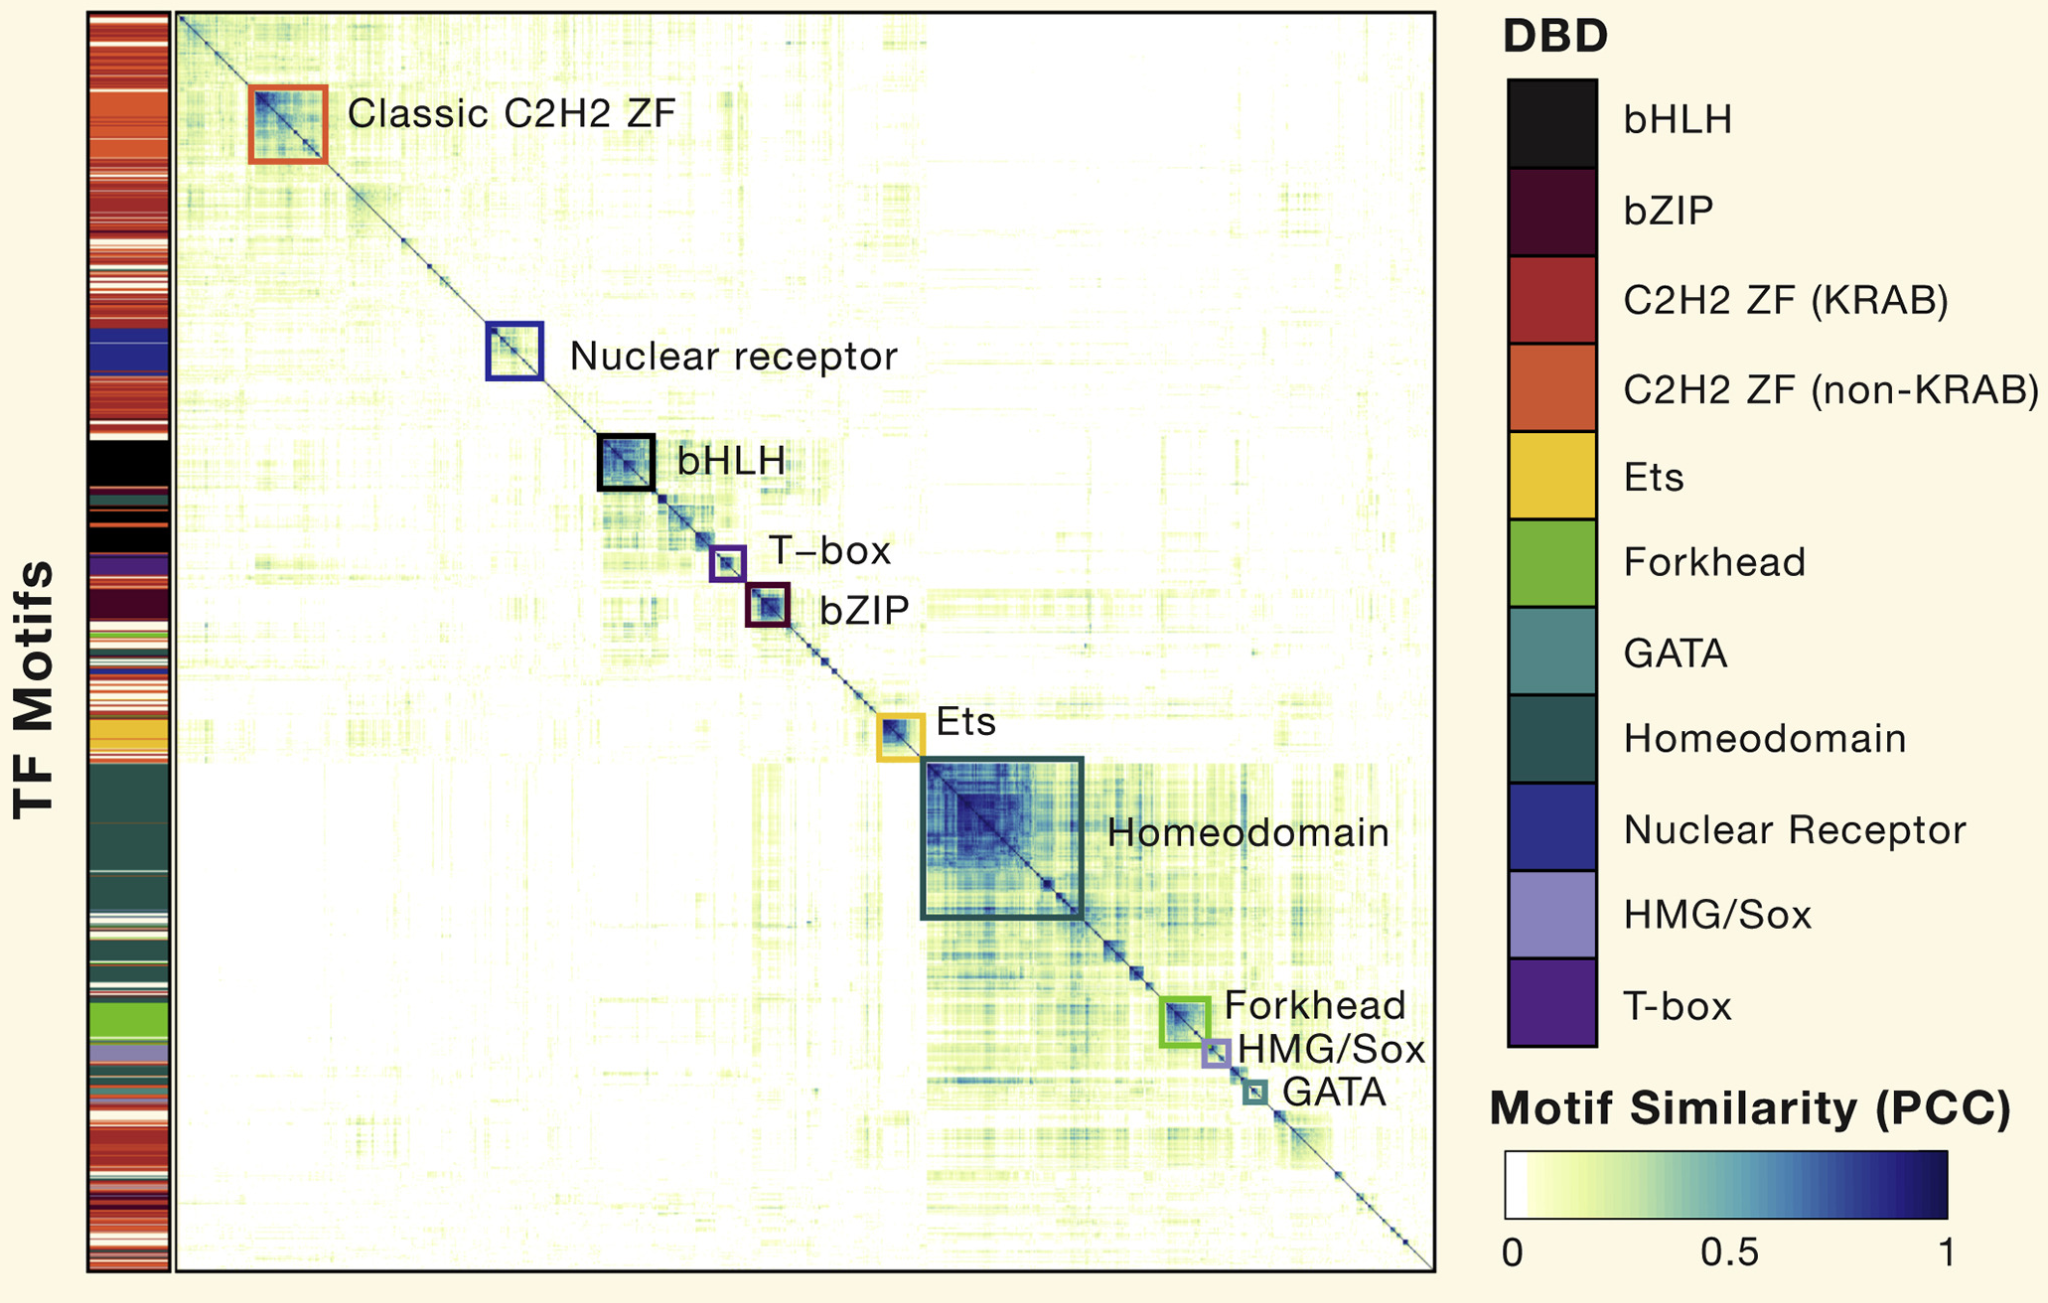 TF Motifs
Classic C2H2 ZF
Nuclear receptor
bHLH
T–box
bZIP
Ets
Homeodomain
Forkhead
HMG/Sox
GATA
DBD
bHLH
bZIP
C2H2 ZF (KRAB)
C2H2 ZF (non-KRAB)
Ets
Forkhead
GATA
Homeodomain
Nuclear Receptor
HMG/Sox
T-box
Motif Similarity (PCC)
0 0.5 1